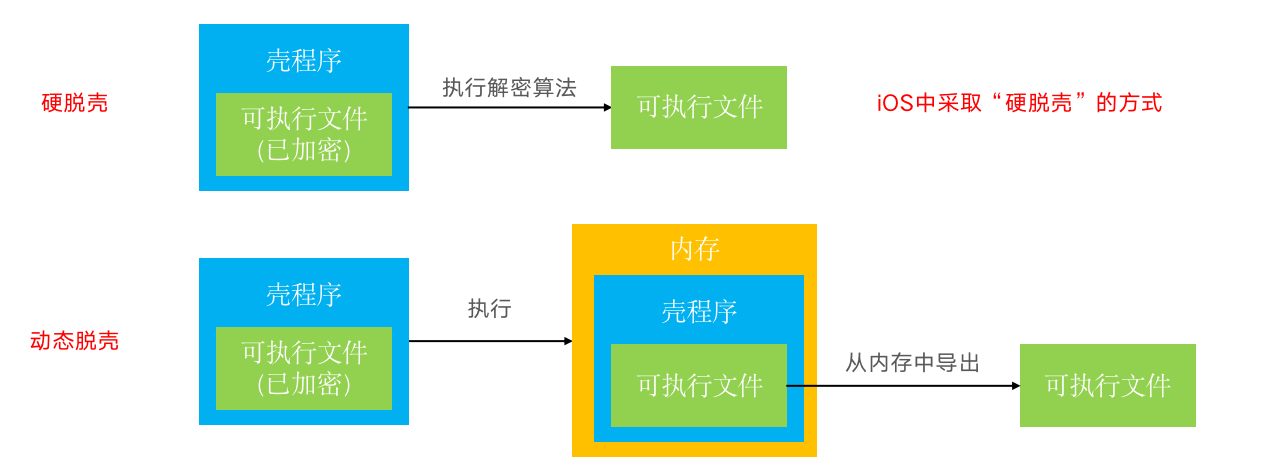 硬脱壳
壳程序
可执行文件
(已加密)
执行解密算法
可执行文件
iOS中采取“硬脱壳”的方式
动态脱壳
壳程序
可执行文件
(已加密)
执行
内存
壳程序
可执行文件
从内存中导出
可执行文件